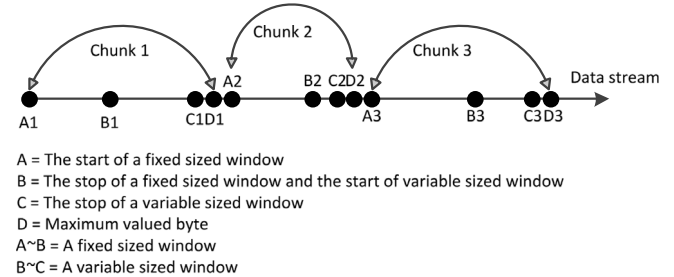 Chunk 1
Chunk 2
Chunk 3
Data stream
A1
B1
C1D1
A2
B2
C2D2
A3
B3
C3D3
A = The start of a fixed sized window
B = The stop of a fixed sized window and the start of variable sized window
C = The stop of a variable sized window
D = Maximum valued byte
A~B = A fixed sized window
B~C = A variable sized window